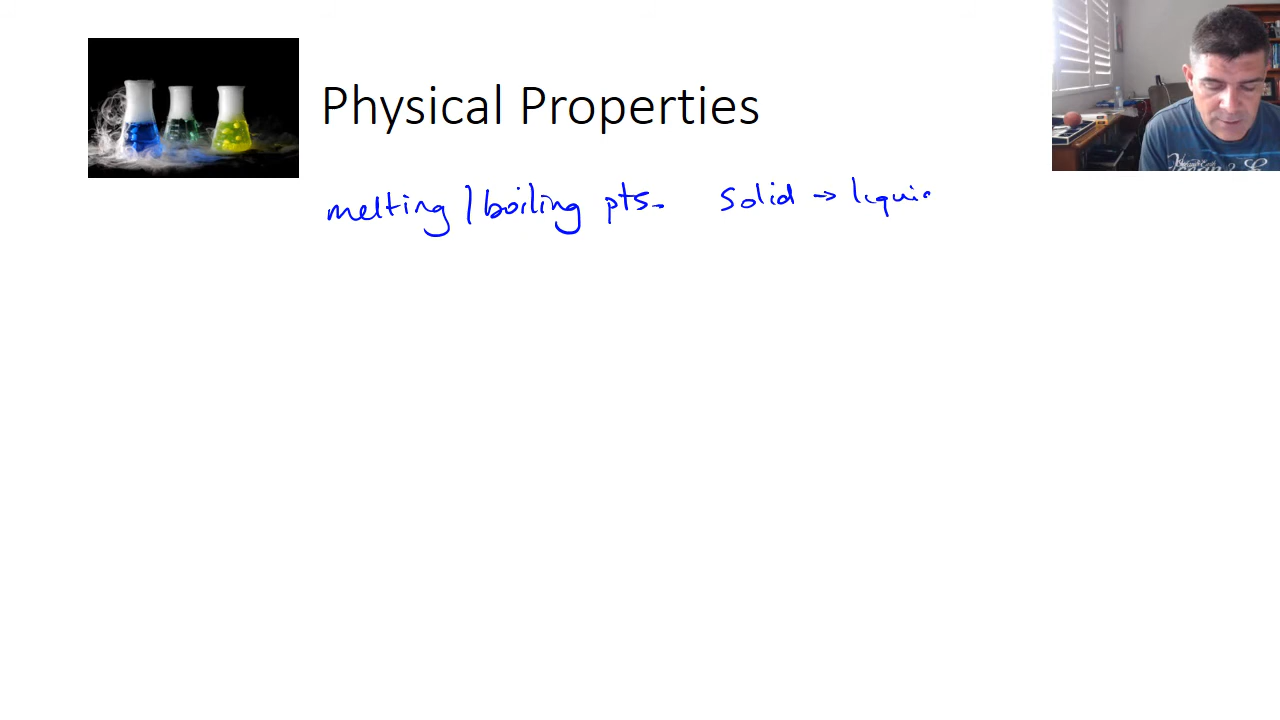 Physical Properties
melting / boiling pts. solid → liqui